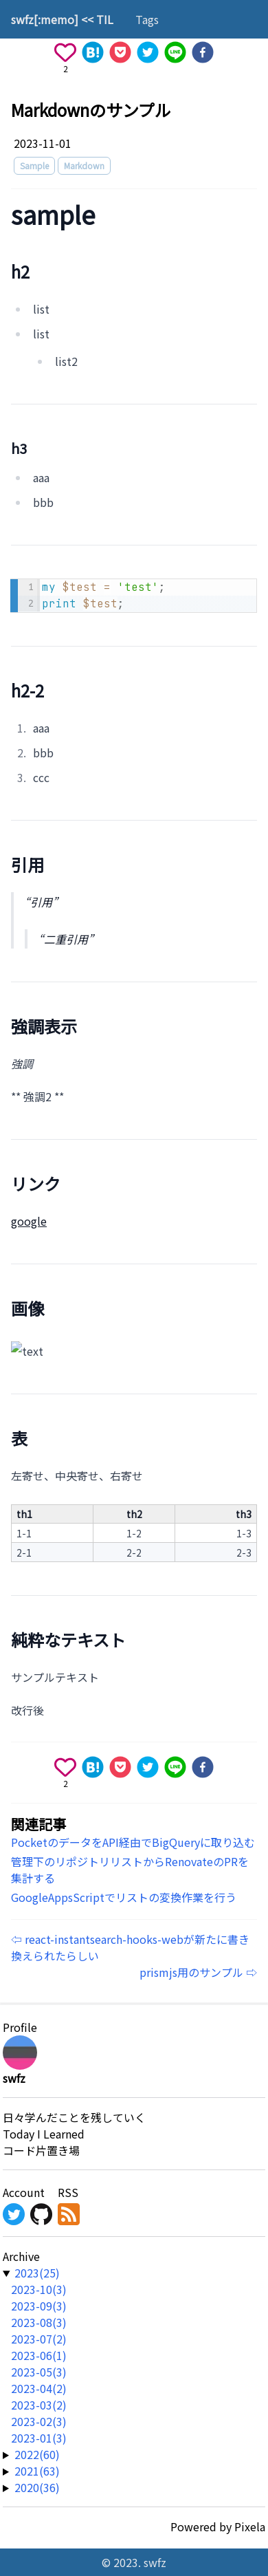 swfz[:memo] << TIL Tags
2
B!
Markdownのサンプル
2023-11-01
Sample Markdown
sample
h2
list
list
list2
h3
aaa
bbb
1 my $test = 'test';
2 print $test;
h2-2
1. aaa
2. bbb
3. ccc
引用
“引用”
“二重引用”
強調表示
強調
** 強調2 **
リンク
google
画像
text
表
左寄せ、中央寄せ、右寄せ
th1 th2 th3
1-1 1-2 1-3
2-1 2-2 2-3
純粋なテキスト
サンプルテキスト
改行後
2
B!
関連記事
PocketのデータをAPI経由でBigQueryに取り込む
管理下のリポジトリリストからRenovateのPRを
集計する
GoogleAppsScriptでリストの変換作業を行う
⇦ react-instantsearch-hooks-webが新たに書き
換えられたらしい
prismjs用のサンプル ⇨
Profile
swfz
日々学んだことを残していく
Today I Learned
コード片置き場
Account RSS
Archive
▼ 2023(25)
2023-10(3)
2023-09(3)
2023-08(3)
2023-07(2)
2023-06(1)
2023-05(3)
2023-04(2)
2023-03(2)
2023-02(3)
2023-01(3)
▶ 2022(60)
▶ 2021(63)
▶ 2020(36)
Powered by Pixela
© 2023. swfz